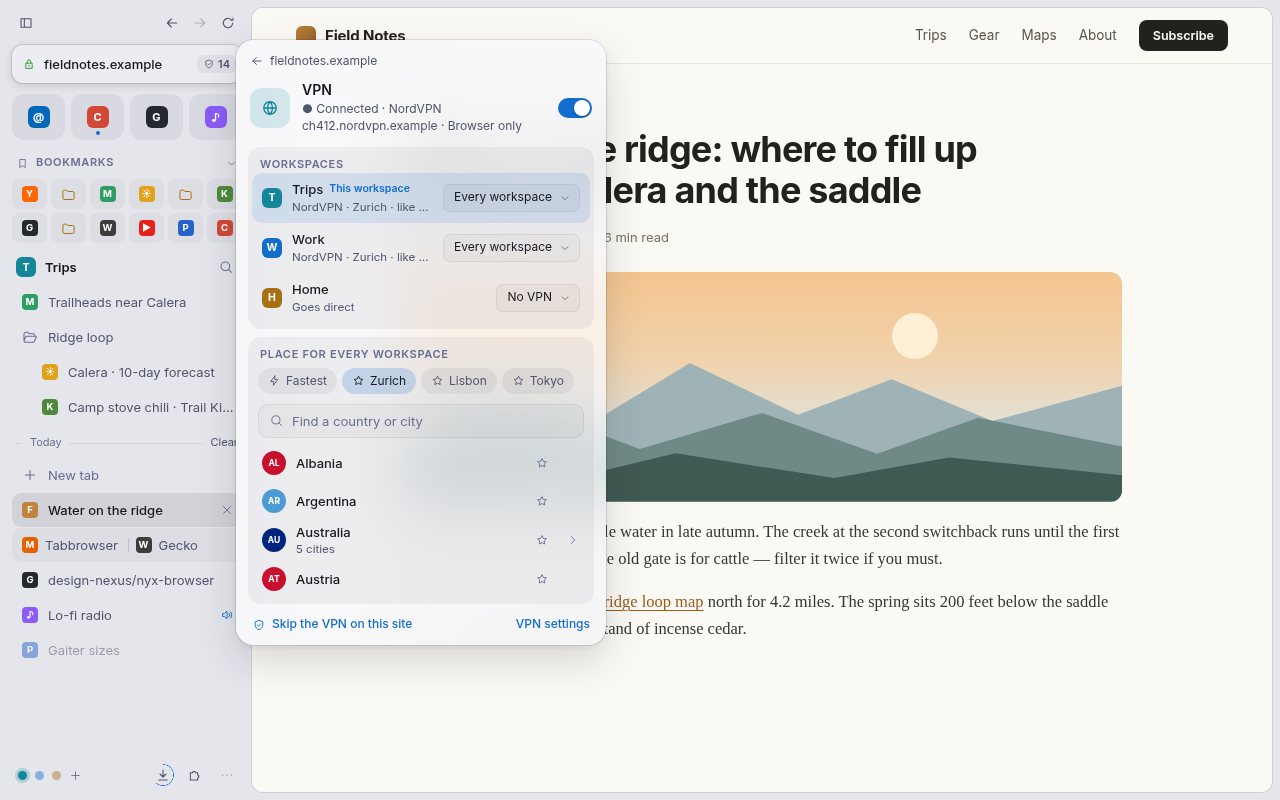 fieldnotes.example
14
@
C
G
BOOKMARKS
Y
M
K
G
W
P
C
T Trips
M Trailheads near Calera
Ridge loop
Calera · 10-day forecast
K Camp stove chili · Trail Ki...
Today
Clear
New tab
F Water on the ridge
M Tabbrowser
W Gecko
G design-nexus/nyx-browser
Lo-fi radio
P Gaiter sizes
fieldnotes.example
VPN
Connected · NordVPN
ch412.nordvpn.example · Browser only
WORKSPACES
T Trips This workspace
NordVPN · Zurich · like ...
Every workspace
W Work
NordVPN · Zurich · like ...
Every workspace
H Home
Goes direct
No VPN
PLACE FOR EVERY WORKSPACE
Fastest
Zurich
Lisbon
Tokyo
Find a country or city
AL Albania
AR Argentina
AU Australia
5 cities
AT Austria
Skip the VPN on this site
VPN settings
Field Notes
Trips
Gear
Maps
About
Subscribe
ridge: where to fill up
and the saddle
6 min read
water in late autumn. The creek at the second switchback runs until the first
old gate is for cattle — filter it twice if you must.
ridge loop map north for 4.2 miles. The spring sits 200 feet below the saddle
of incense cedar.